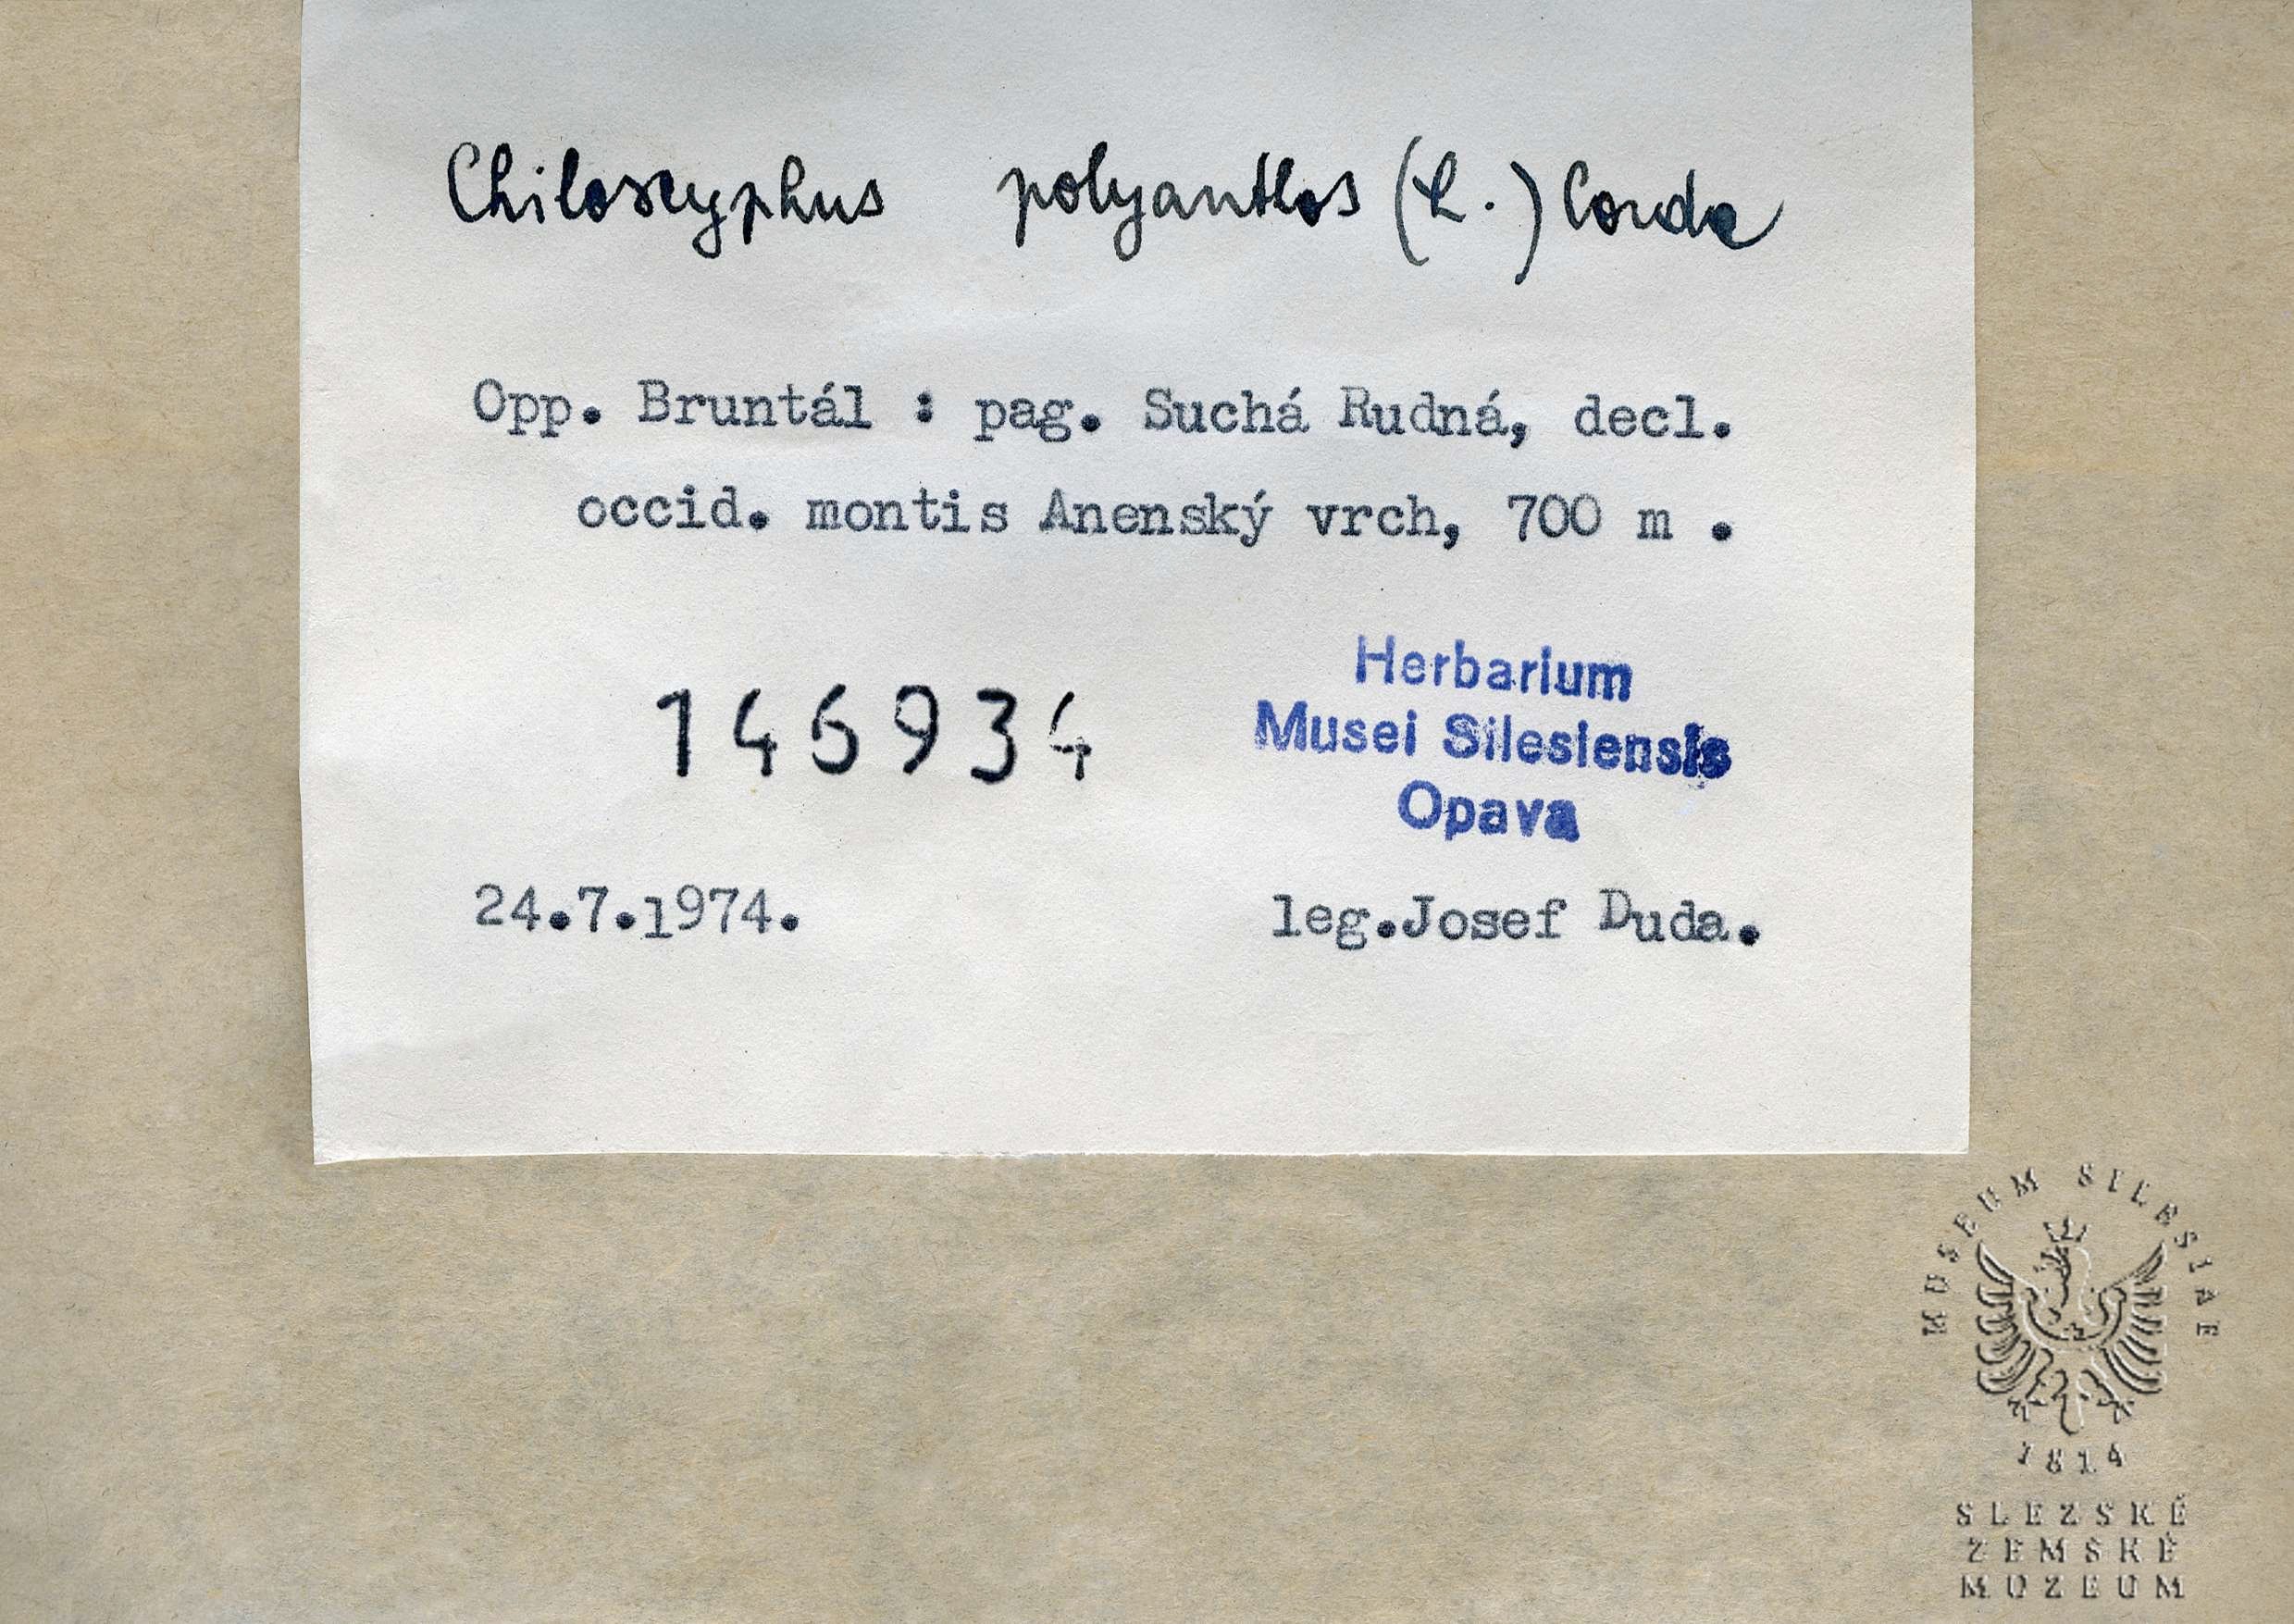 Chiloscyphus polyanthos (L.) Corda
Opp. Bruntál : pag. Suchá Rudná, decl.
occid. montis Anenský vrch, 700 m .
146934
Herbarium
Musei Silesiensis
Opava
24.7.1974.
leg.Josef Duda.
MUSEUM SILESIAE
1814
SLEZSKÉ
ZEMSKÉ
MUZEUM